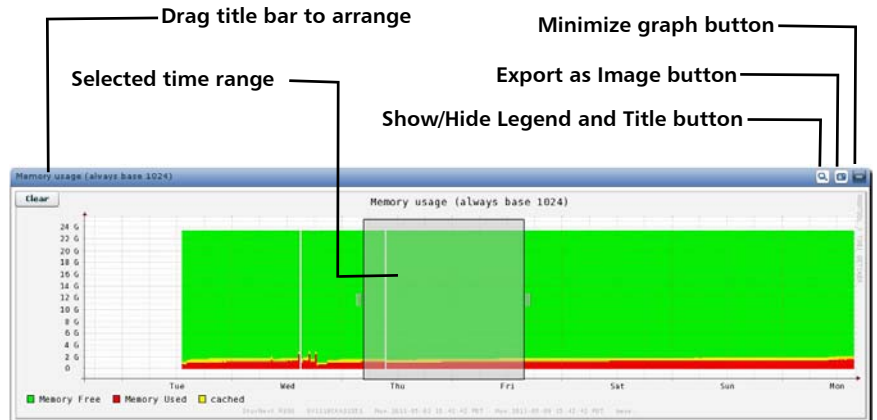 Drag title bar to arrange
Minimize graph button
Selected time range
Export as Image button
Show/Hide Legend and Title button
Memory usage (always base 1024)
Clear
Memory usage (always base 1024)
24 G
22 G
20 G
18 G
16 G
14 G
12 G
10 G
8 G
6 G
4 G
2 G
0
Tue Wed Thu Fri Sat Sun Mon
Memory Free Memory Used cached